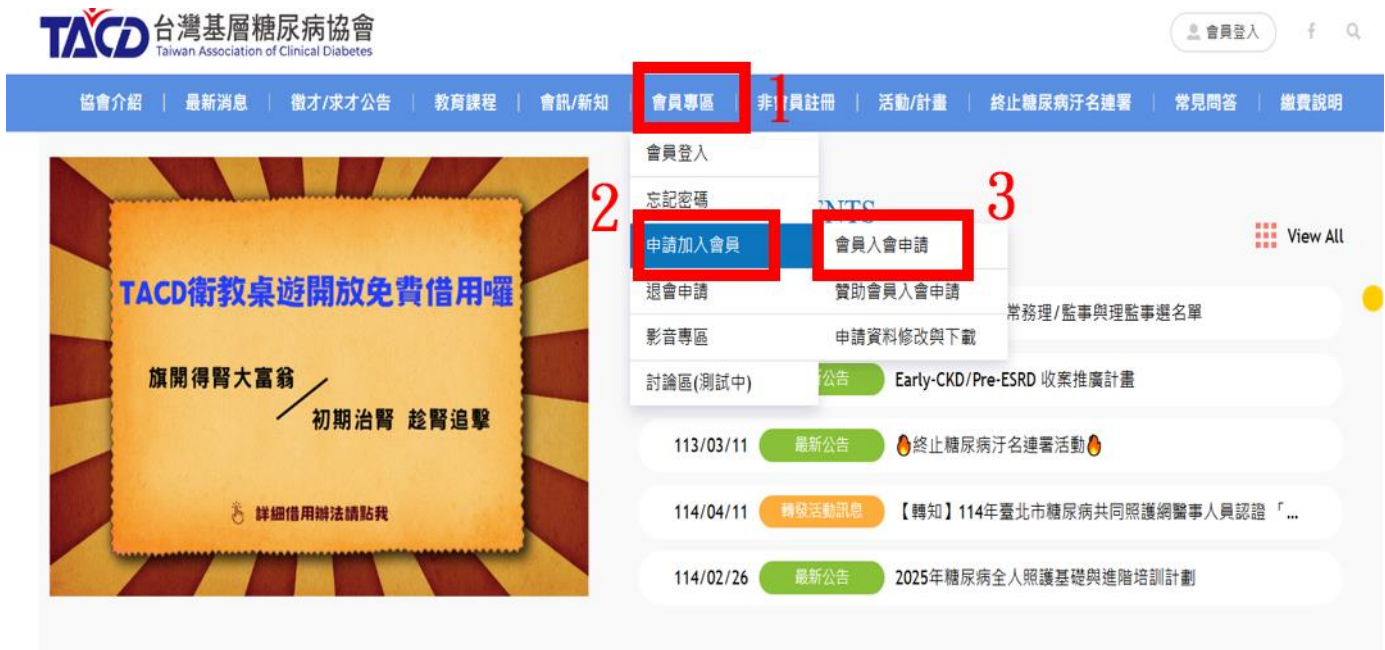 TACD 台灣基層糖尿病協會
Taiwan Association of Clinical Diabetes
會員登入
協會介紹 | 最新消息 | 徵才/求才公告 | 教育課程 | 會訊/新知 | 會員專區 | 非會員註冊 | 活動/計畫 | 終止糖尿病汙名連署 | 常見問答 | 繳費說明
1
會員登入
2
忘記密碼
3
申請加入會員
會員入會申請
View All
退會申請
贊助會員入會申請
常務理/監事與理監事選名單
影音專區
申請資料修改與下載
討論區(測試中)
公告
Early-CKD/Pre-ESRD 收案推廣計畫
TACD衛教桌遊開放免費借用囉
旗開得腎大富翁
初期治腎 趁腎追擊
詳細借用辦法請點我
113/03/11 最新公告 🔥終止糖尿病汙名連署活動🔥
114/04/11 轉發活動訊息 【轉知】114年臺北市糖尿病共同照護網醫事人員認證「...
114/02/26 最新公告 2025年糖尿病全人照護基礎與進階培訓計劃